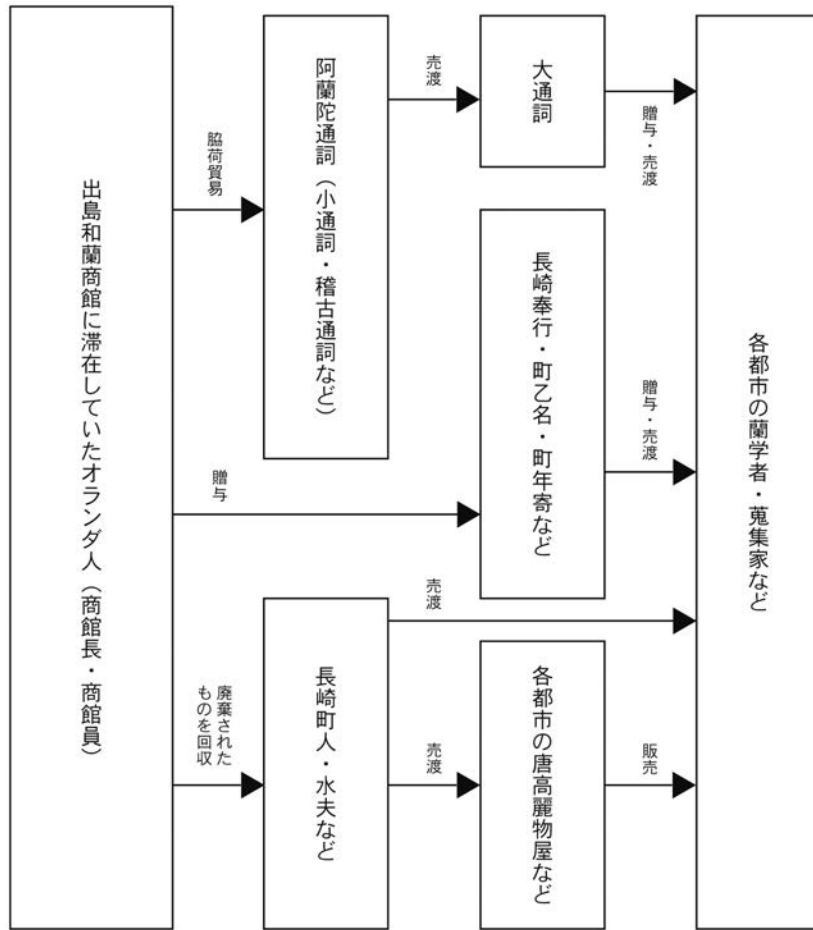 出島和蘭商館に滞在していたオランダ人（商館長・商館員）
脇荷貿易
贈与
廃棄された
ものを回収
阿蘭陀通詞（小通詞・稽古通詞など）
売渡
大通詞
贈与・売渡
長崎奉行・町乙名・町年寄など
贈与・売渡
長崎町人・水夫など
売渡
売渡
各都市の唐高麗物屋など
販売
各都市の蘭学者・蒐集家など